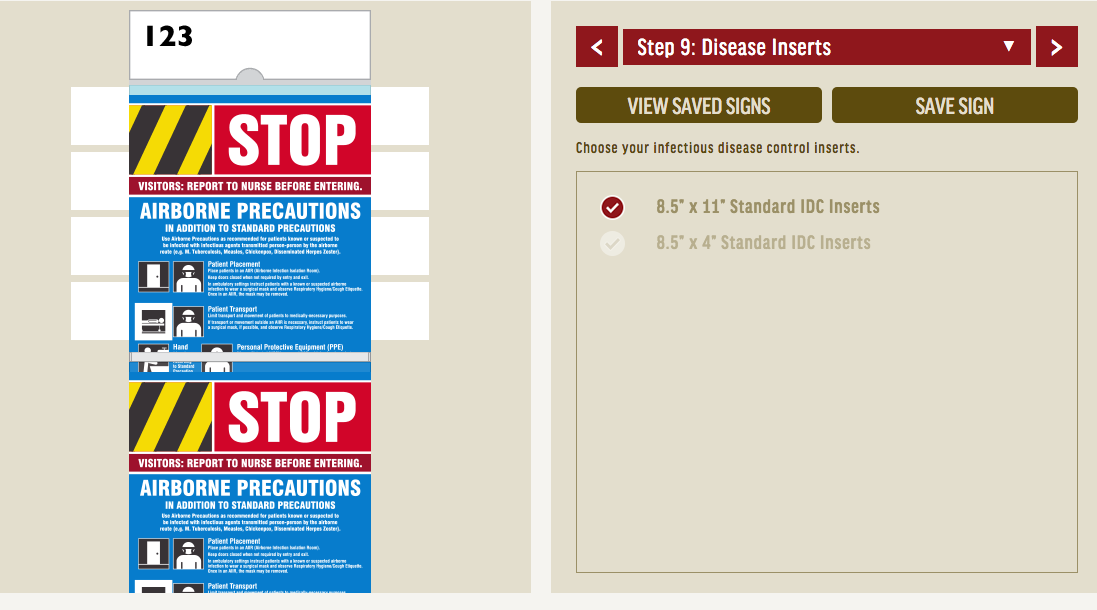 123
STOP
VISITORS: REPORT TO NURSE BEFORE ENTERING.
AIRBORNE PRECAUTIONS
IN ADDITION TO STANDARD PRECAUTIONS
Use Airborne Precautions as recommended for patients known or suspected to
be infected with infectious agents transmitted person-person by the airborne
route (e.g. M. Tuberculosis, Measles, Chickenpox, Disseminated Herpes Zoster).
Patient Placement
Place patients in an AIIR (Airborne Infection Isolation Room).
Keep doors closed when not required by entry and exit.
In ambulatory settings instruct patients with a known or suspected airborne
infection to wear a surgical mask and observe Respiratory Hygiene/Cough Etiquette.
Once in an AIIR, the mask may be removed.
Patient Transport
Limit transport and movement of patients to medically-necessary purposes.
If transport or movement outside an AIIR is necessary, instruct patients to wear
a surgical mask, if possible, and observe Respiratory Hygiene/Cough Etiquette.
Hand
Personal Protective Equipment (PPE)
to Standard
STOP
VISITORS: REPORT TO NURSE BEFORE ENTERING.
AIRBORNE PRECAUTIONS
IN ADDITION TO STANDARD PRECAUTIONS
Use Airborne Precautions as recommended for patients known or suspected to
be infected with infectious agents transmitted person-person by the airborne
route (e.g. M. Tuberculosis, Measles, Chickenpox, Disseminated Herpes Zoster).
Patient Placement
Place patients in an AIIR (Airborne Infection Isolation Room).
Keep doors closed when not required by entry and exit.
In ambulatory settings instruct patients with a known or suspected airborne
infection to wear a surgical mask and observe Respiratory Hygiene/Cough Etiquette.
Once in an AIIR, the mask may be removed.
Patient Transport
Limit transport and movement of patients to medically-necessary purposes.
<
Step 9: Disease Inserts
>
VIEW SAVED SIGNS
SAVE SIGN
Choose your infectious disease control inserts.
8.5" x 11" Standard IDC Inserts
8.5" x 4" Standard IDC Inserts